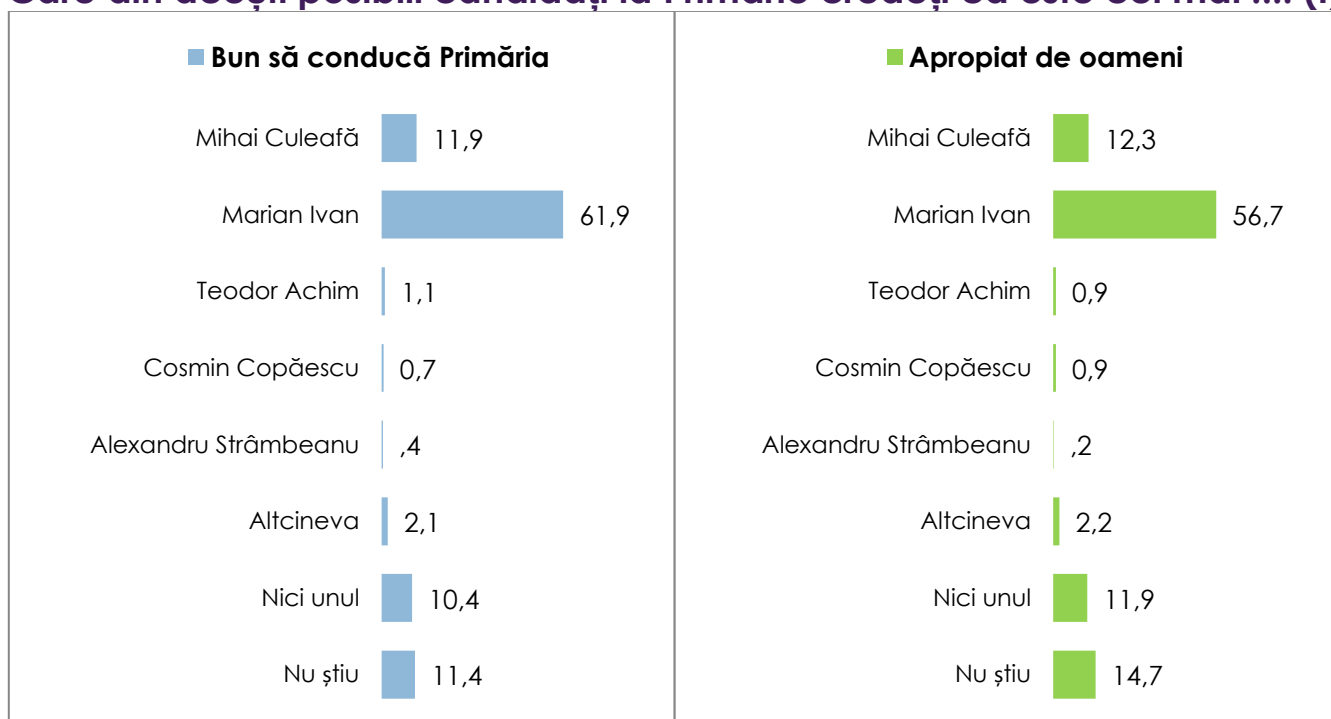 Bun să conducă Primăria
Mihai Culeafă 11,9
Marian Ivan 61,9
Teodor Achim 1,1
Cosmin Copăescu 0,7
Alexandru Strâmbeanu ,4
Altcineva 2,1
Nici unul 10,4
Nu știu 11,4
Apropiat de oameni
Mihai Culeafă 12,3
Marian Ivan 56,7
Teodor Achim 0,9
Cosmin Copăescu 0,9
Alexandru Strâmbeanu ,2
Altcineva 2,2
Nici unul 11,9
Nu știu 14,7